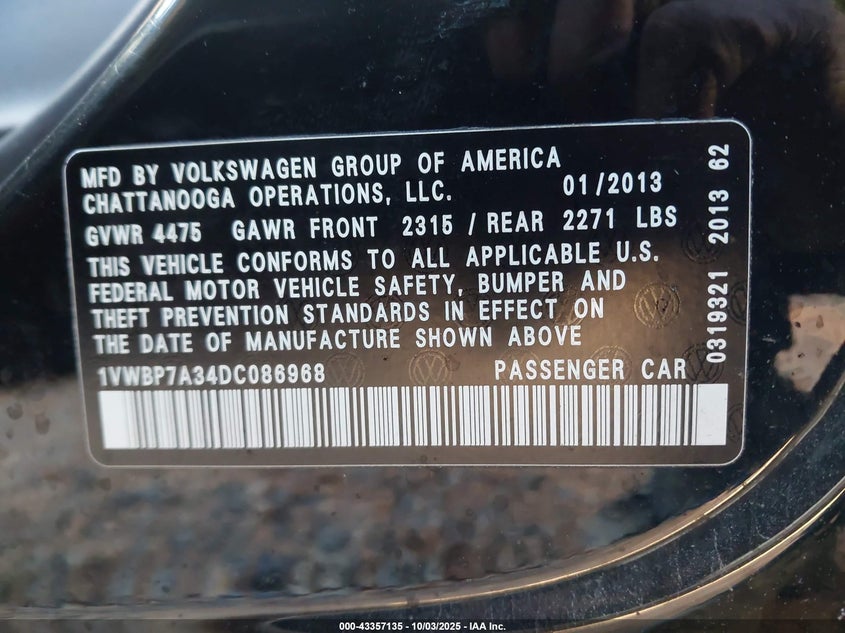 MFD BY VOLKSWAGEN GROUP OF AMERICA
CHATTANOOGA OPERATIONS, LLC. 01/2013
GVWR 4475 GAWR FRONT 2315 / REAR 2271 LBS
THIS VEHICLE CONFORMS TO ALL APPLICABLE U.S.
FEDERAL MOTOR VEHICLE SAFETY, BUMPER AND
THEFT PREVENTION STANDARDS IN EFFECT ON
THE DATE OF MANUFACTURE SHOWN ABOVE
1VWBP7A34DC086968 PASSENGER CAR
0319321 2013 62
000-43357135 - 10/03/2025 - IAA Inc.